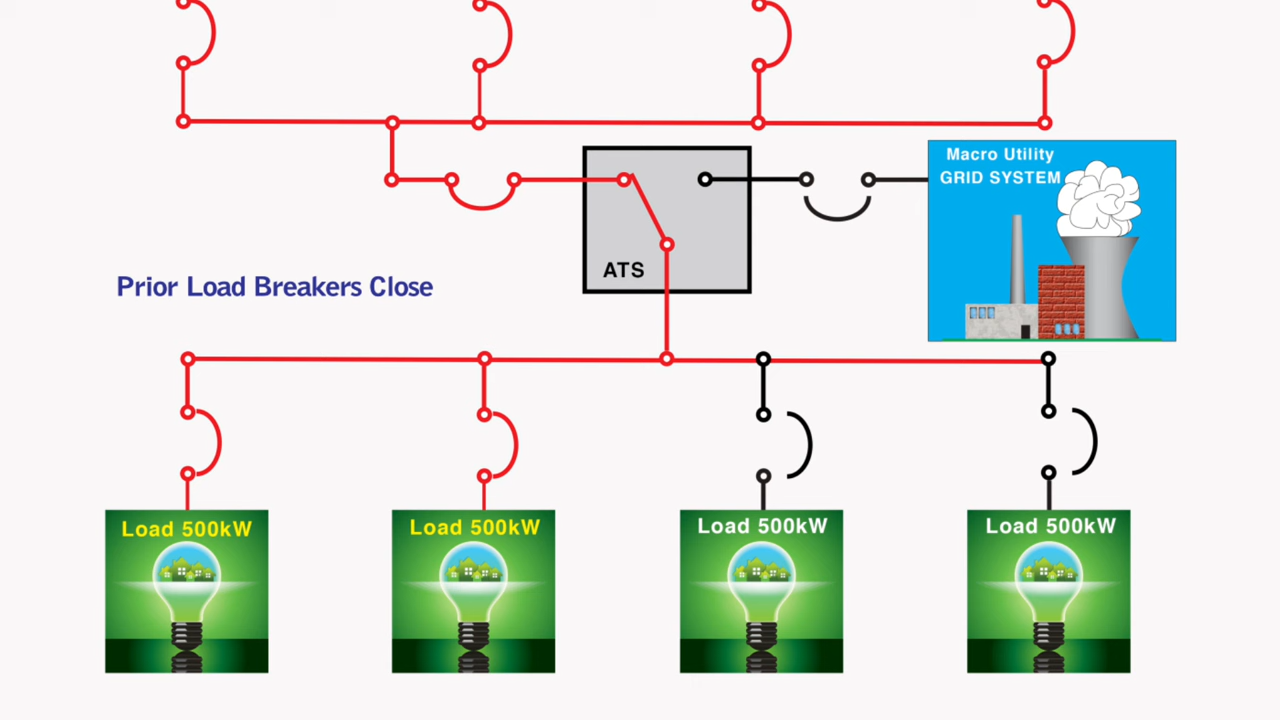 Macro Utility
GRID SYSTEM
ATS
Prior Load Breakers Close
Load 500kW
Load 500kW
Load 500kW
Load 500kW